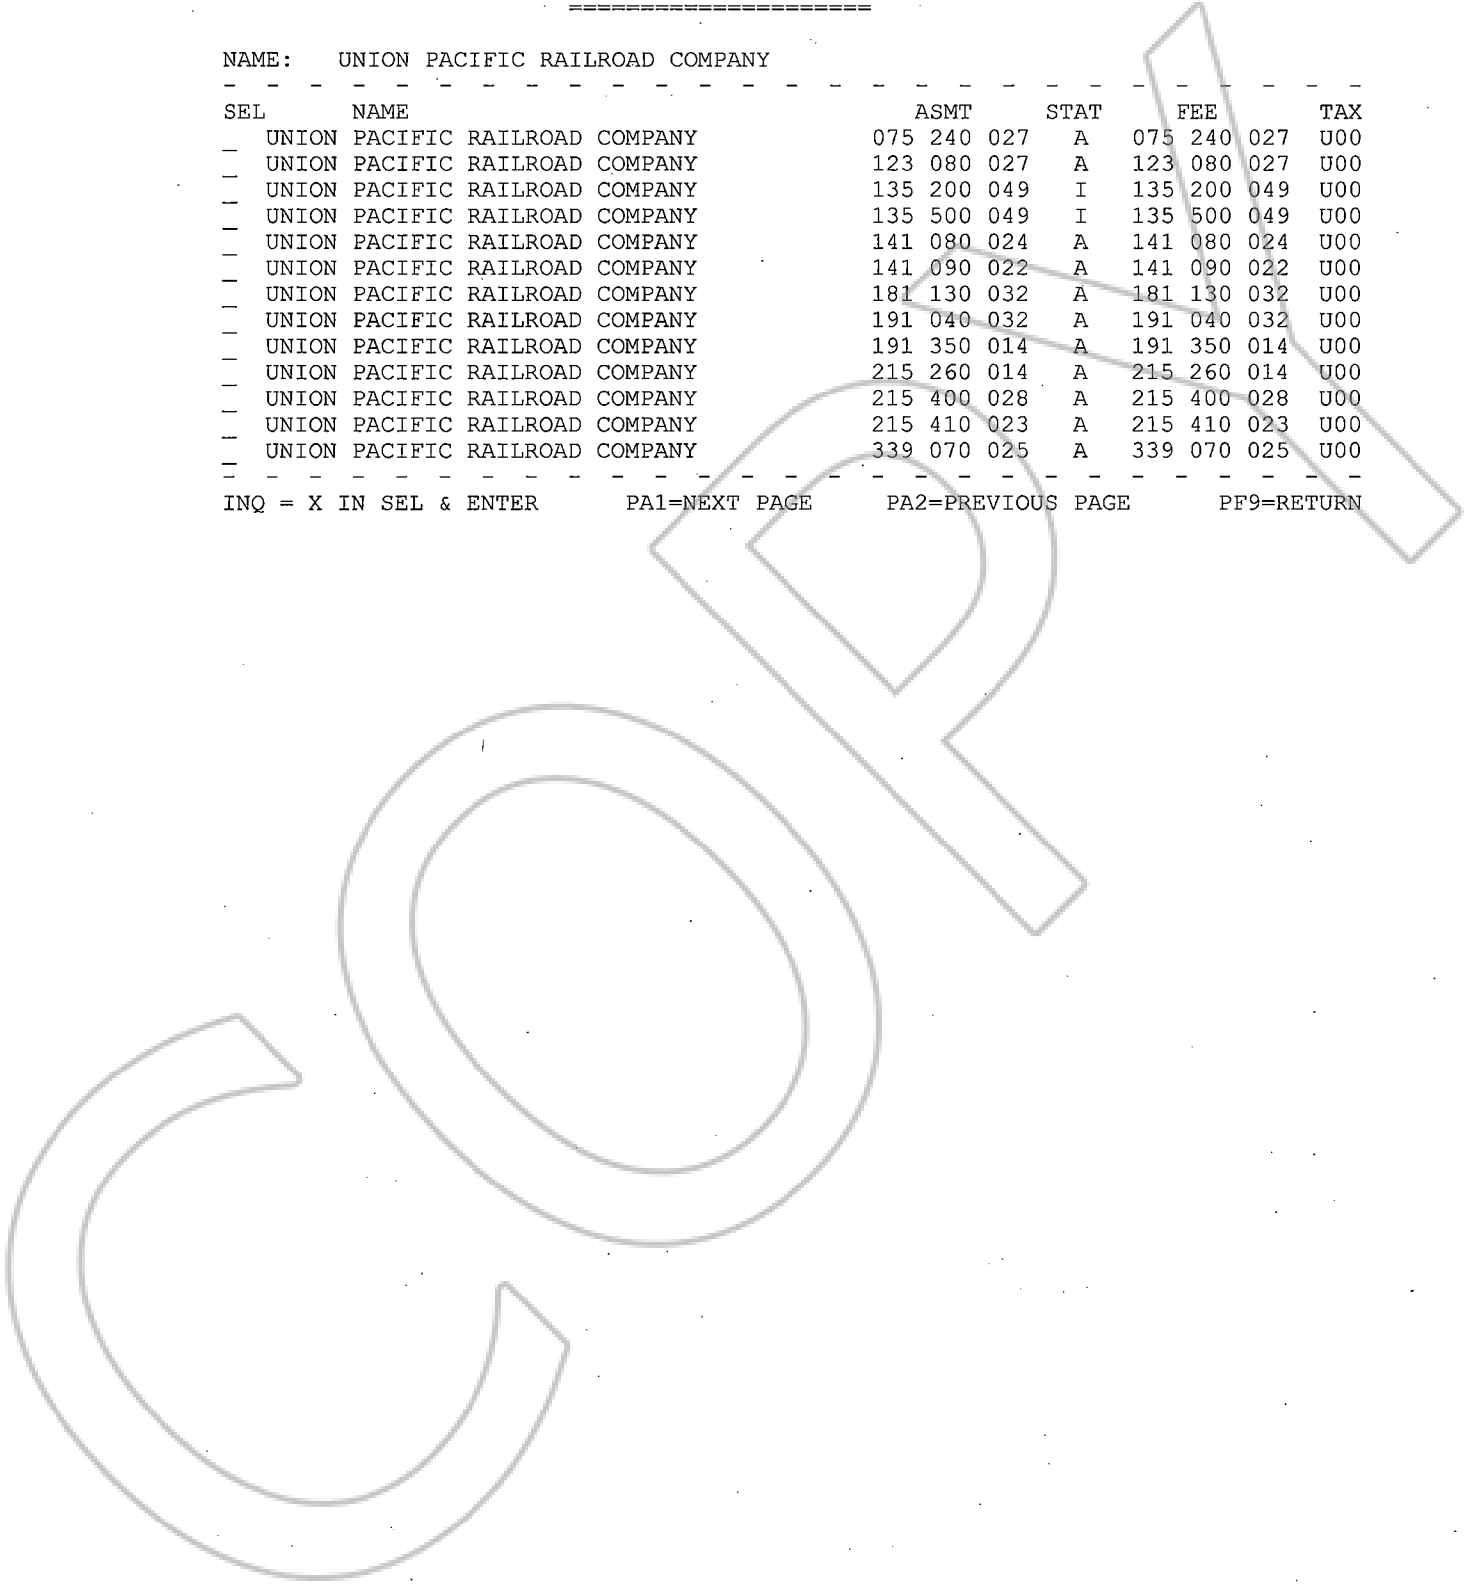 ====================
NAME: UNION PACIFIC RAILROAD COMPANY
- - - - - - - - - - - - - - - - - - - - - - - - - - -
SEL NAME ASMT STAT FEE TAX
_ UNION PACIFIC RAILROAD COMPANY 075 240 027 A 075 240 027 U00
_ UNION PACIFIC RAILROAD COMPANY 123 080 027 A 123 080 027 U00
_ UNION PACIFIC RAILROAD COMPANY 135 200 049 I 135 200 049 U00
_ UNION PACIFIC RAILROAD COMPANY 135 500 049 I 135 500 049 U00
_ UNION PACIFIC RAILROAD COMPANY 141 080 024 A 141 080 024 U00
_ UNION PACIFIC RAILROAD COMPANY 141 090 022 A 141 090 022 U00
_ UNION PACIFIC RAILROAD COMPANY 181 130 032 A 181 130 032 U00
_ UNION PACIFIC RAILROAD COMPANY 191 040 032 A 191 040 032 U00
_ UNION PACIFIC RAILROAD COMPANY 191 350 014 A 191 350 014 U00
_ UNION PACIFIC RAILROAD COMPANY 215 260 014 A 215 260 014 U00
_ UNION PACIFIC RAILROAD COMPANY 215 400 028 A 215 400 028 U00
_ UNION PACIFIC RAILROAD COMPANY 215 410 023 A 215 410 023 U00
_ UNION PACIFIC RAILROAD COMPANY 339 070 025 A 339 070 025 U00
- - - - - - - - - - - - - - - - - - - - - - - - - - -
INQ = X IN SEL & ENTER PA1=NEXT PAGE PA2=PREVIOUS PAGE PF9=RETURN
COPY